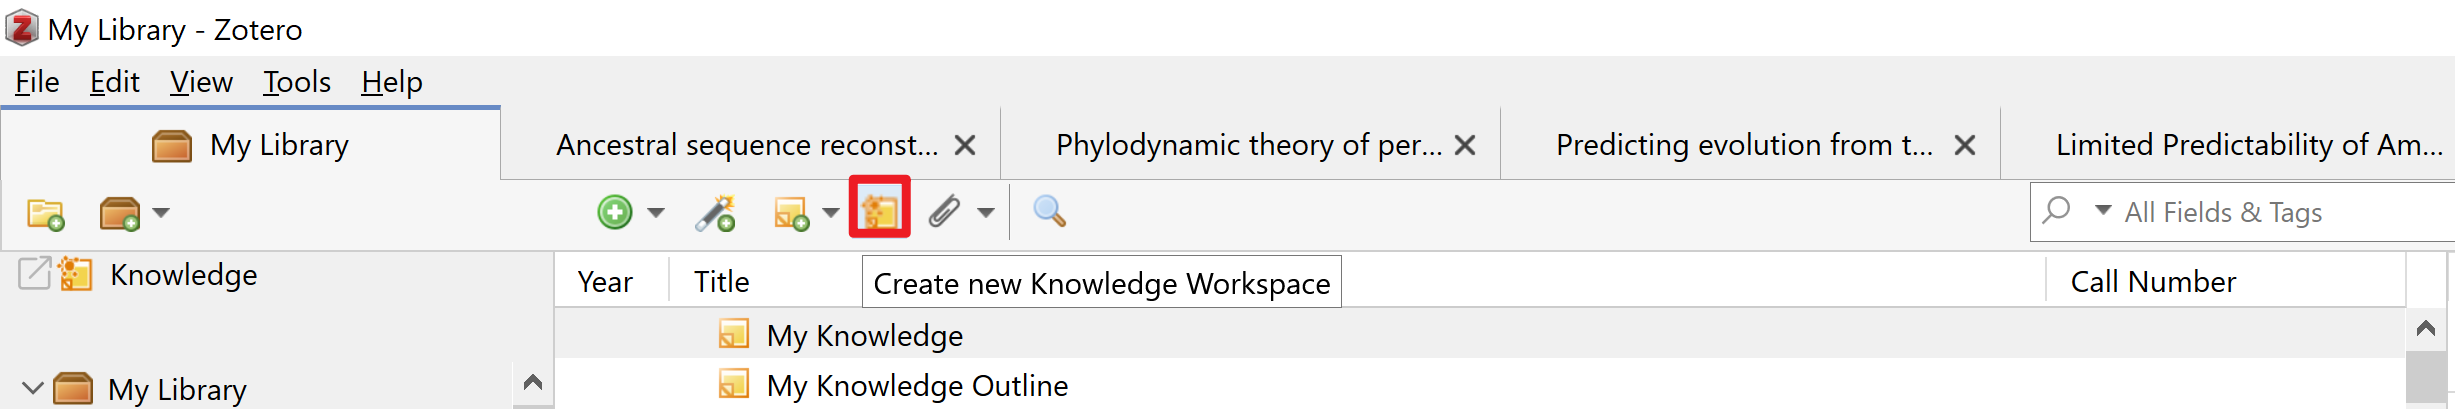 My Library - Zotero
File Edit View Tools Help
My Library Ancestral sequence reconst... Phylodynamic theory of per... Predicting evolution from t... Limited Predictability of Am...
All Fields & Tags
Knowledge
Year Title Call Number
Create new Knowledge Workspace
My Knowledge
My Library
My Knowledge Outline